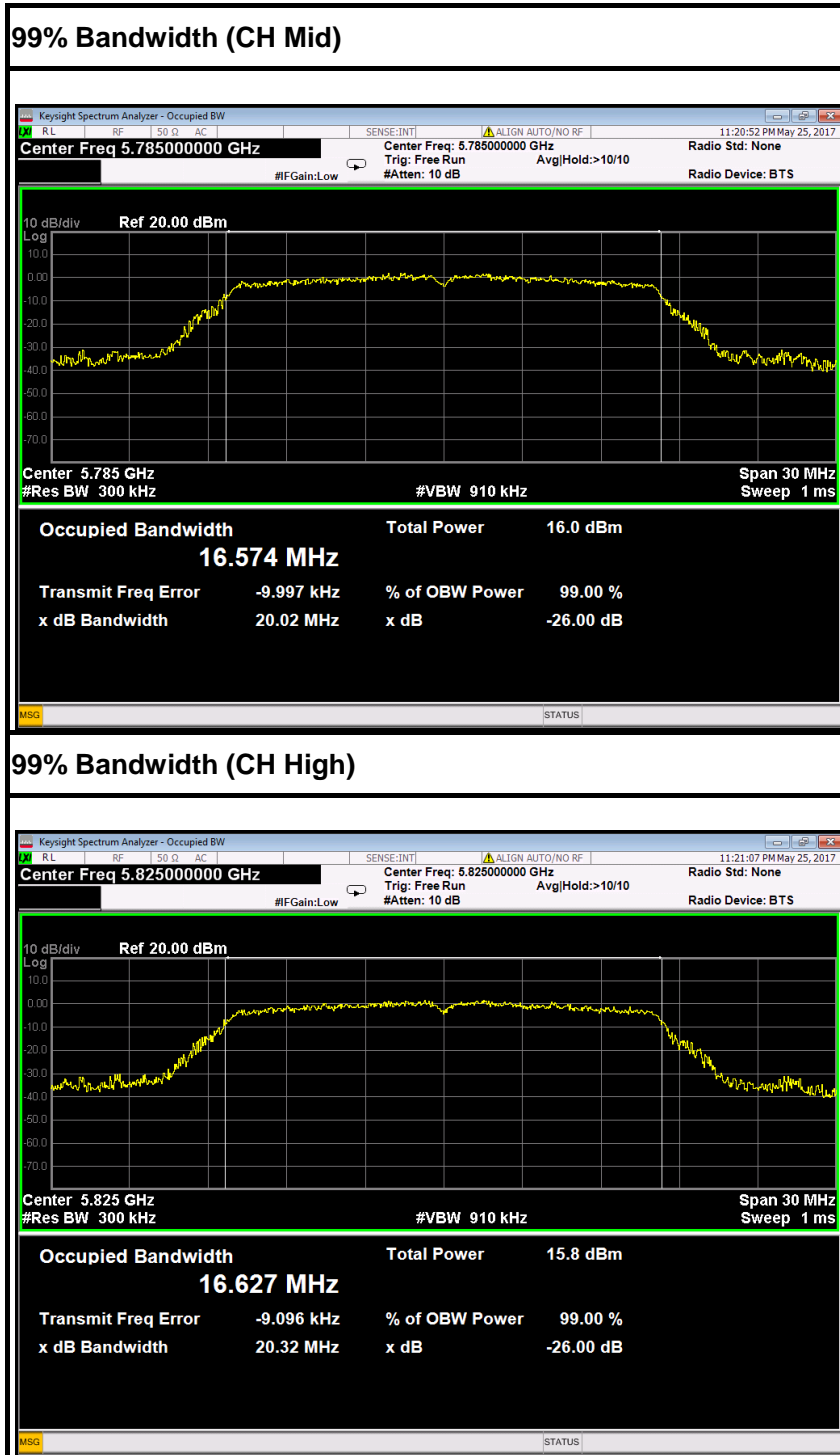 99% Bandwidth (CH Mid)
Keysight Spectrum Analyzer - Occupied BW
LXI RL RF 50 Ω AC SENSE:INT ALIGN AUTO/NO RF 11:20:52 PM May 25, 2017
Center Freq 5.785000000 GHz Center Freq: 5.785000000 GHz Radio Std: None
Trig: Free Run Avg|Hold:>10/10
#IFGain:Low #Atten: 10 dB Radio Device: BTS
10 dB/div Ref 20.00 dBm
Log
10.0
0.00
-10.0
-20.0
-30.0
-40.0
-50.0
-60.0
-70.0
Center 5.785 GHz Span 30 MHz
#Res BW 300 kHz #VBW 910 kHz Sweep 1 ms
Occupied Bandwidth Total Power 16.0 dBm
16.574 MHz
Transmit Freq Error -9.997 kHz % of OBW Power 99.00 %
x dB Bandwidth 20.02 MHz x dB -26.00 dB
MSG STATUS
99% Bandwidth (CH High)
Keysight Spectrum Analyzer - Occupied BW
LXI RL RF 50 Ω AC SENSE:INT ALIGN AUTO/NO RF 11:21:07 PM May 25, 2017
Center Freq 5.825000000 GHz Center Freq: 5.825000000 GHz Radio Std: None
Trig: Free Run Avg|Hold:>10/10
#IFGain:Low #Atten: 10 dB Radio Device: BTS
10 dB/div Ref 20.00 dBm
Log
10.0
0.00
-10.0
-20.0
-30.0
-40.0
-50.0
-60.0
-70.0
Center 5.825 GHz Span 30 MHz
#Res BW 300 kHz #VBW 910 kHz Sweep 1 ms
Occupied Bandwidth Total Power 15.8 dBm
16.627 MHz
Transmit Freq Error -9.096 kHz % of OBW Power 99.00 %
x dB Bandwidth 20.32 MHz x dB -26.00 dB
MSG STATUS